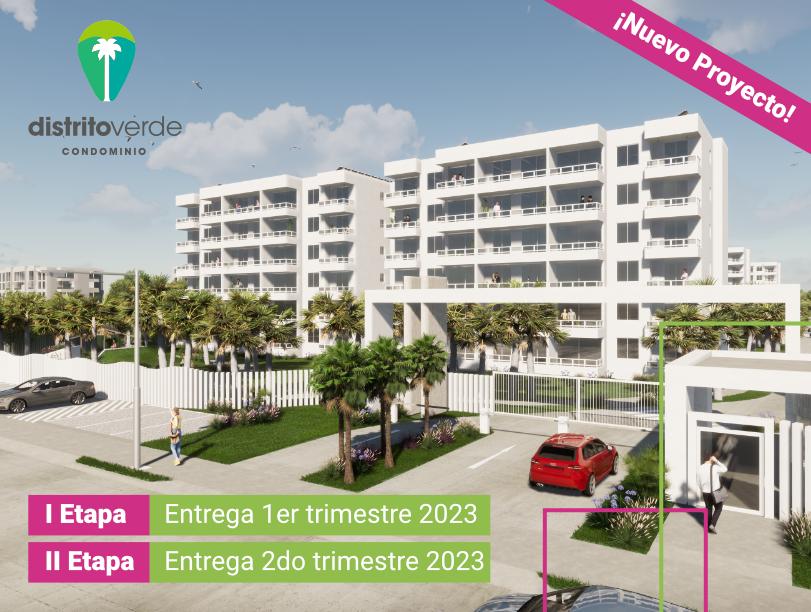 ¡Nuevo Proyecto!
distritoverde
CONDOMINIO
I Etapa Entrega 1er trimestre 2023
II Etapa Entrega 2do trimestre 2023